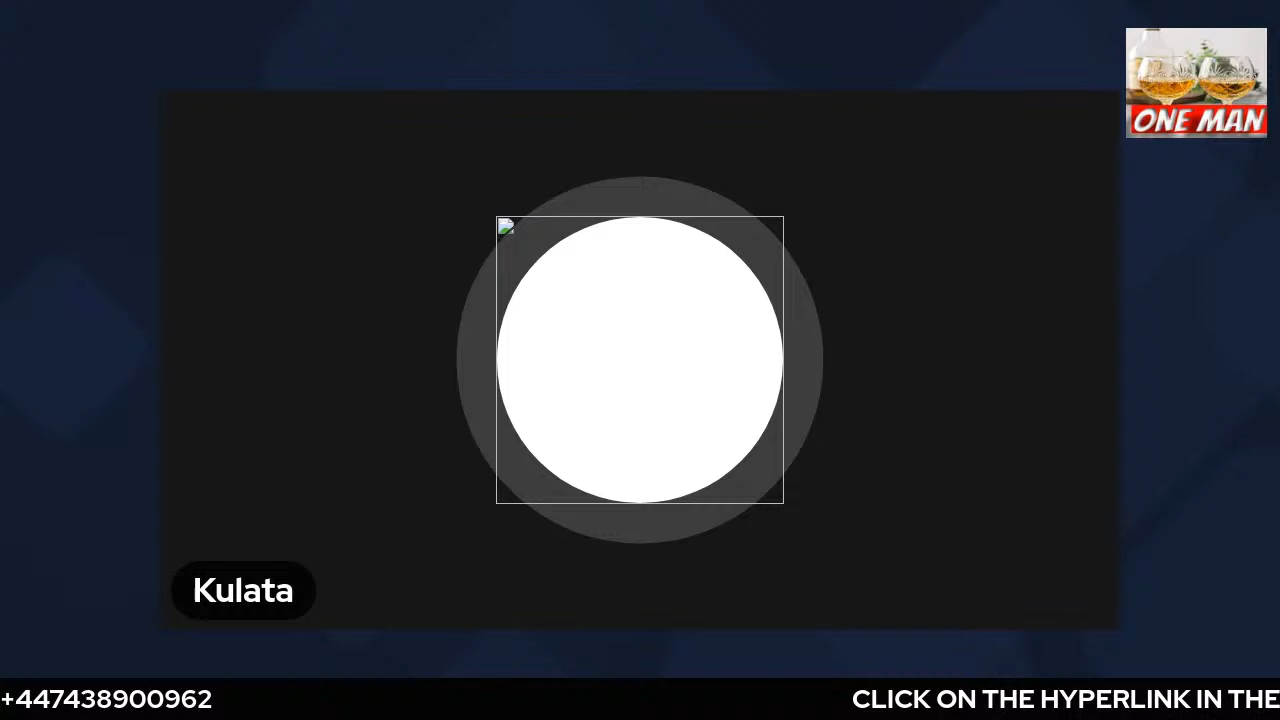 ONE MAN
Kulata
+447438900962
CLICK ON THE HYPERLINK IN THE